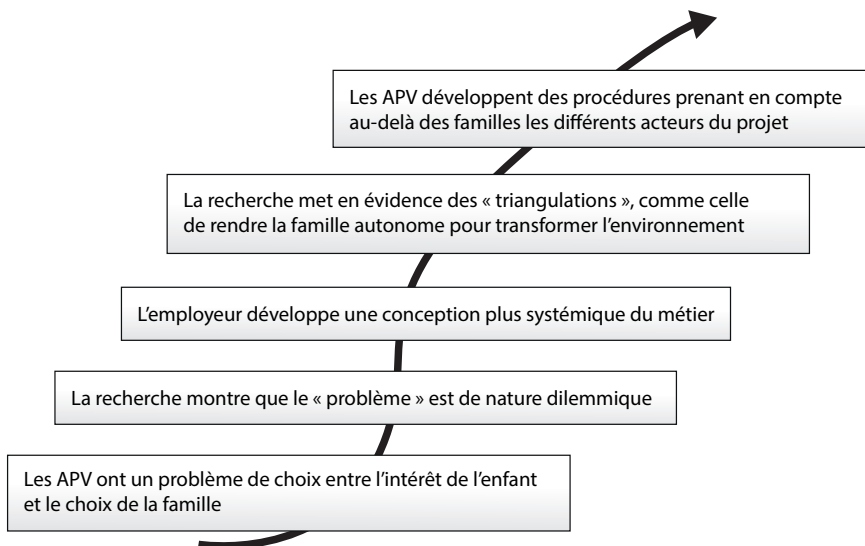 Les APV développent des procédures prenant en compte
au-delà des familles les différents acteurs du projet
La recherche met en évidence des « triangulations », comme celle
de rendre la famille autonome pour transformer l’environnement
L’employeur développe une conception plus systémique du métier
La recherche montre que le « problème » est de nature dilemmique
Les APV ont un problème de choix entre l’intérêt de l’enfant
et le choix de la famille